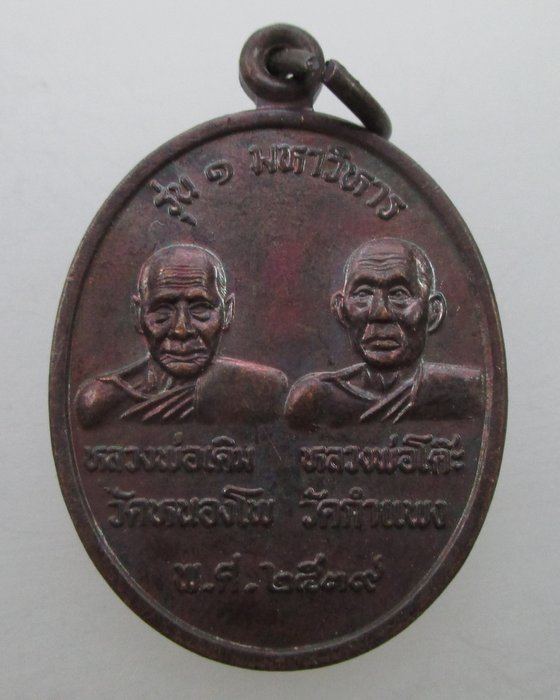 รุ่น ๑ มหาวิหาร
หลวงพ่อเดิม หลวงพ่อโต๊ะ
วัดหนองโพ วัดกำแพง
พ.ศ.๒๕๓๙